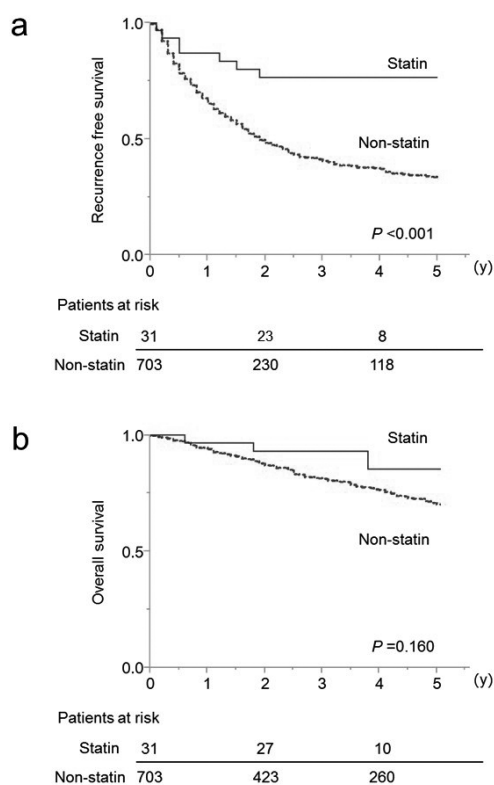 a
1.0
Statin
Recurrence free survival
0.5
Non-statin
P <0.001
0.0
0 1 2 3 4 5 (y)
Patients at risk
Statin 31 23 8
Non-statin 703 230 118
b
1.0
Statin
Overall survival
0.5
Non-statin
P =0.160
0.0
0 1 2 3 4 5 (y)
Patients at risk
Statin 31 27 10
Non-statin 703 423 260